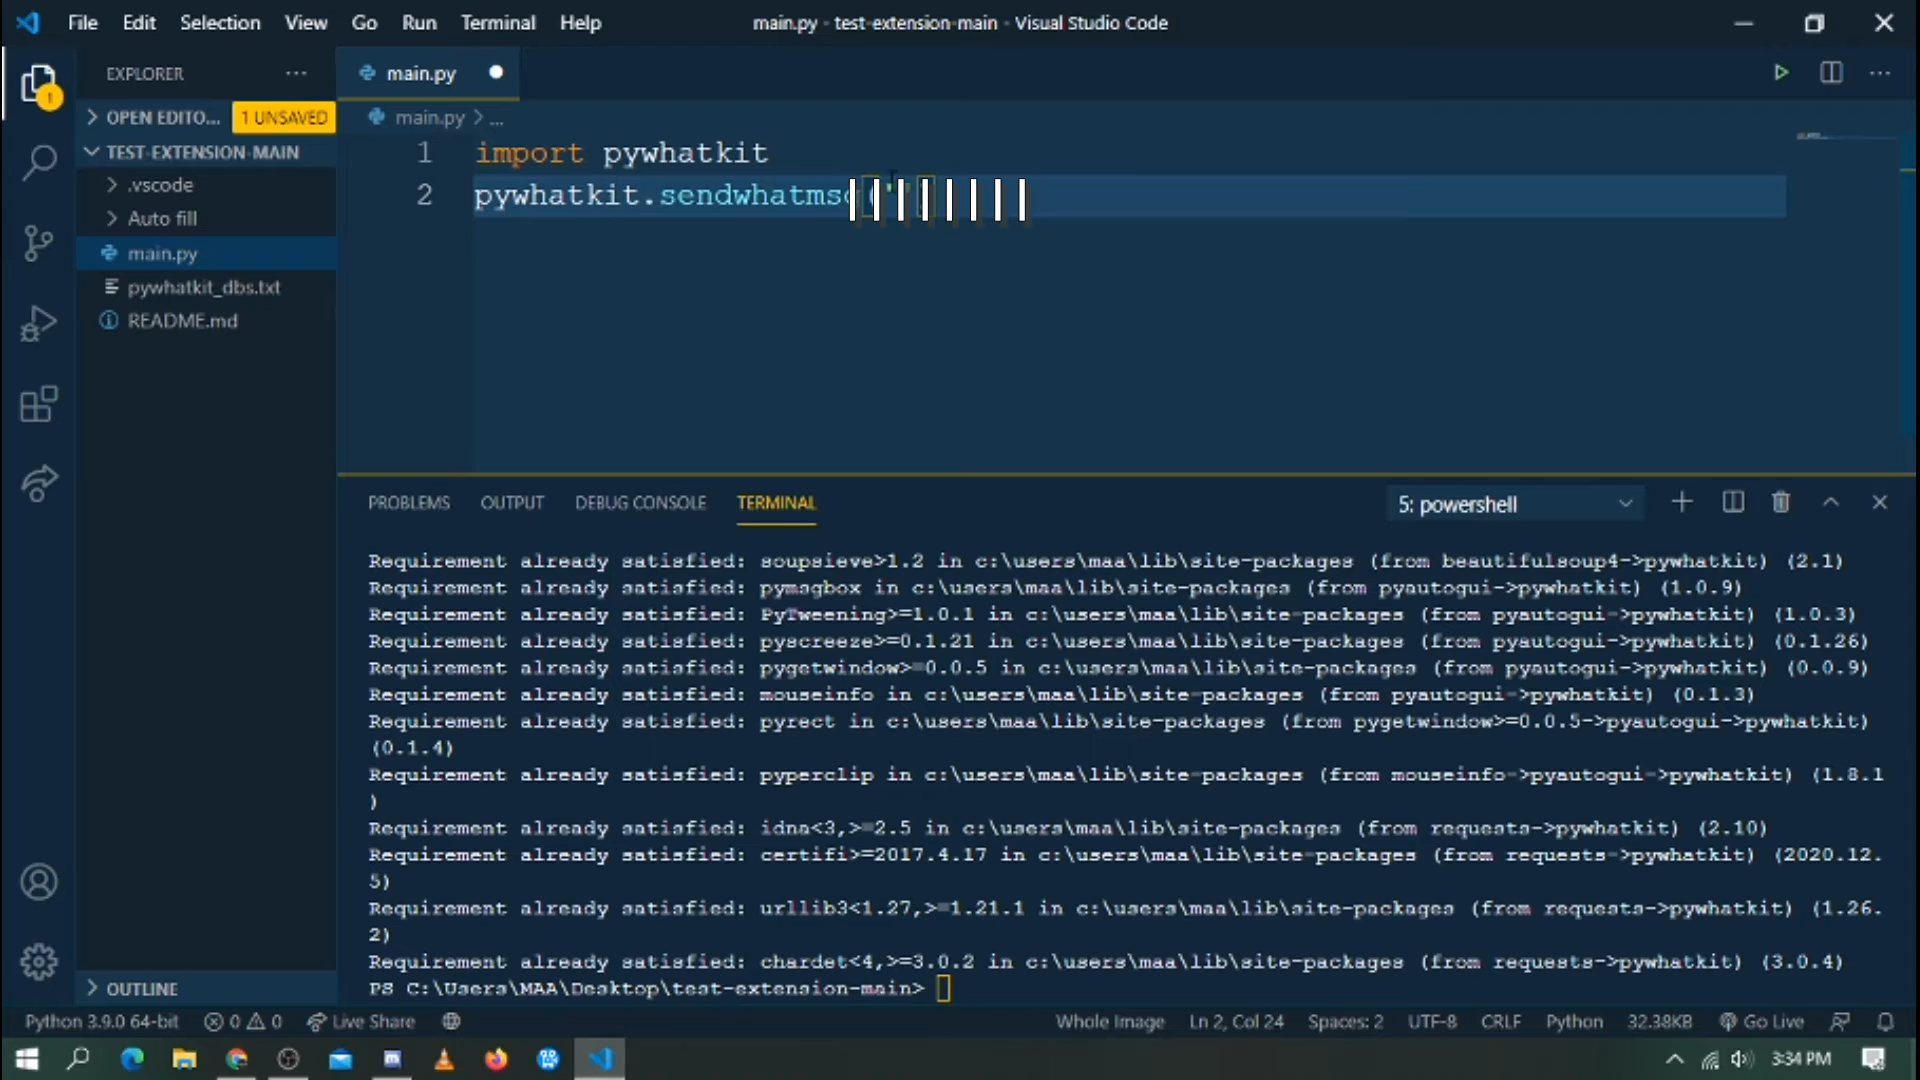 File Edit Selection View Go Run Terminal Help
main.py - test-extension-main - Visual Studio Code
EXPLORER
main.py
OPEN EDITO... 1 UNSAVED
main.py > ...
TEST-EXTENSION-MAIN
.vscode
Auto fill
main.py
pywhatkit_dbs.txt
README.md
OUTLINE
1 import pywhatkit
2 pywhatkit.sendwhatmsg('
PROBLEMS OUTPUT DEBUG CONSOLE TERMINAL 5: powershell
Requirement already satisfied: soupsieve>1.2 in c:\users\maa\lib\site-packages (from beautifulsoup4->pywhatkit) (2.1)
Requirement already satisfied: pymsgbox in c:\users\maa\lib\site-packages (from pyautogui->pywhatkit) (1.0.9)
Requirement already satisfied: PyTweening>=1.0.1 in c:\users\maa\lib\site-packages (from pyautogui->pywhatkit) (1.0.3)
Requirement already satisfied: pyscreeze>=0.1.21 in c:\users\maa\lib\site-packages (from pyautogui->pywhatkit) (0.1.26)
Requirement already satisfied: pygetwindow>=0.0.5 in c:\users\maa\lib\site-packages (from pyautogui->pywhatkit) (0.0.9)
Requirement already satisfied: mouseinfo in c:\users\maa\lib\site-packages (from pyautogui->pywhatkit) (0.1.3)
Requirement already satisfied: pyrect in c:\users\maa\lib\site-packages (from pygetwindow>=0.0.5->pyautogui->pywhatkit)
(0.1.4)
Requirement already satisfied: pyperclip in c:\users\maa\lib\site-packages (from mouseinfo->pyautogui->pywhatkit) (1.8.1
)
Requirement already satisfied: idna<3,>=2.5 in c:\users\maa\lib\site-packages (from requests->pywhatkit) (2.10)
Requirement already satisfied: certifi>=2017.4.17 in c:\users\maa\lib\site-packages (from requests->pywhatkit) (2020.12.
5)
Requirement already satisfied: urllib3<1.27,>=1.21.1 in c:\users\maa\lib\site-packages (from requests->pywhatkit) (1.26.
2)
Requirement already satisfied: chardet<4,>=3.0.2 in c:\users\maa\lib\site-packages (from requests->pywhatkit) (3.0.4)
PS C:\Users\MAA\Desktop\test-extension-main>
Python 3.9.0 64-bit 0 0 Live Share Whole Image Ln 2, Col 24 Spaces: 2 UTF-8 CRLF Python 32.38KB Go Live
3:34 PM